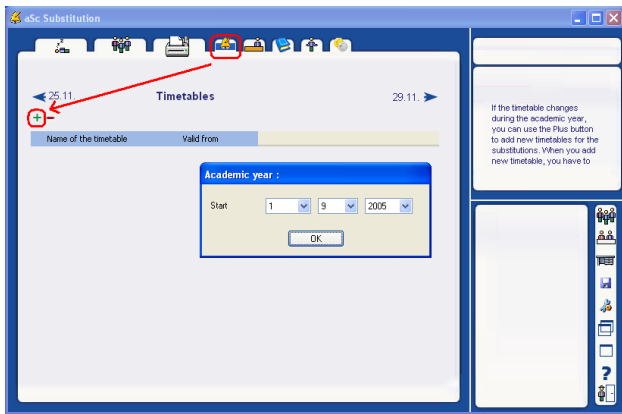 aSc Substitution
25.11.
Timetables
29.11.
+ -
Name of the timetable
Valid from
Academic year :
Start
1
9
2005
OK
If the timetable changes
during the academic year,
you can use the Plus button
to add new timetables for the
substitutions. When you add
new timetable, you have to
?